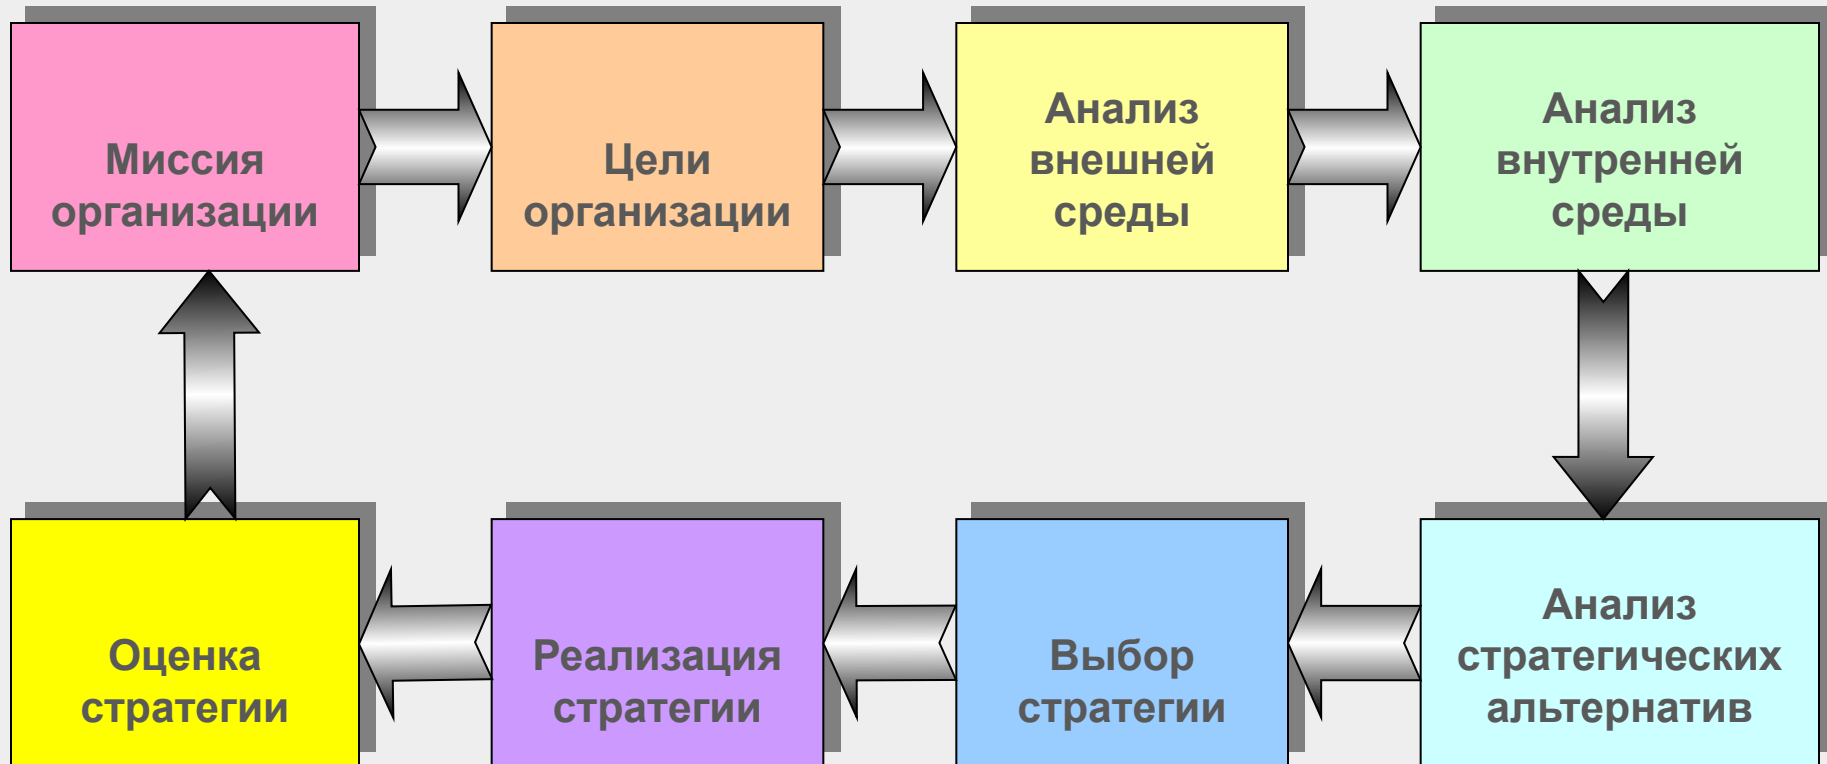 Миссия
организации
Цели
организации
Анализ
внешней
среды
Анализ
внутренней
среды
Анализ
стратегических
альтернатив
Выбор
стратегии
Реализация
стратегии
Оценка
стратегии